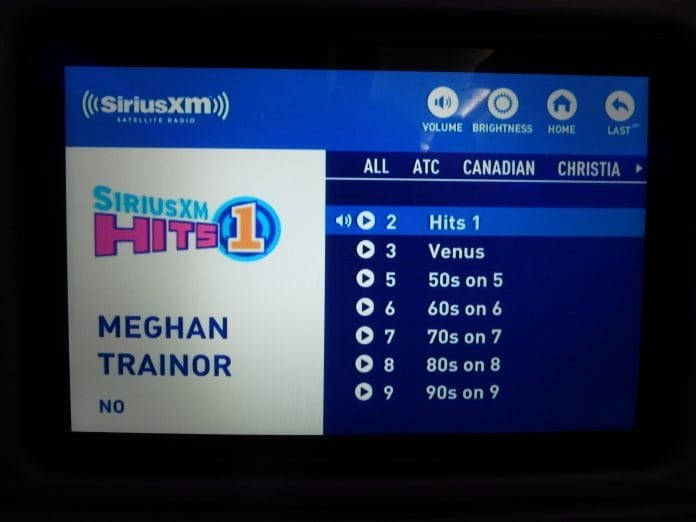 ((SiriusXM))
SATELLITE RADIO
VOLUME BRIGHTNESS HOME LAST
SIRIUSXM
HITS 1
MEGHAN
TRAINOR
NO
ALL ATC CANADIAN CHRISTIA
2 Hits 1
3 Venus
5 50s on 5
6 60s on 6
7 70s on 7
8 80s on 8
9 90s on 9